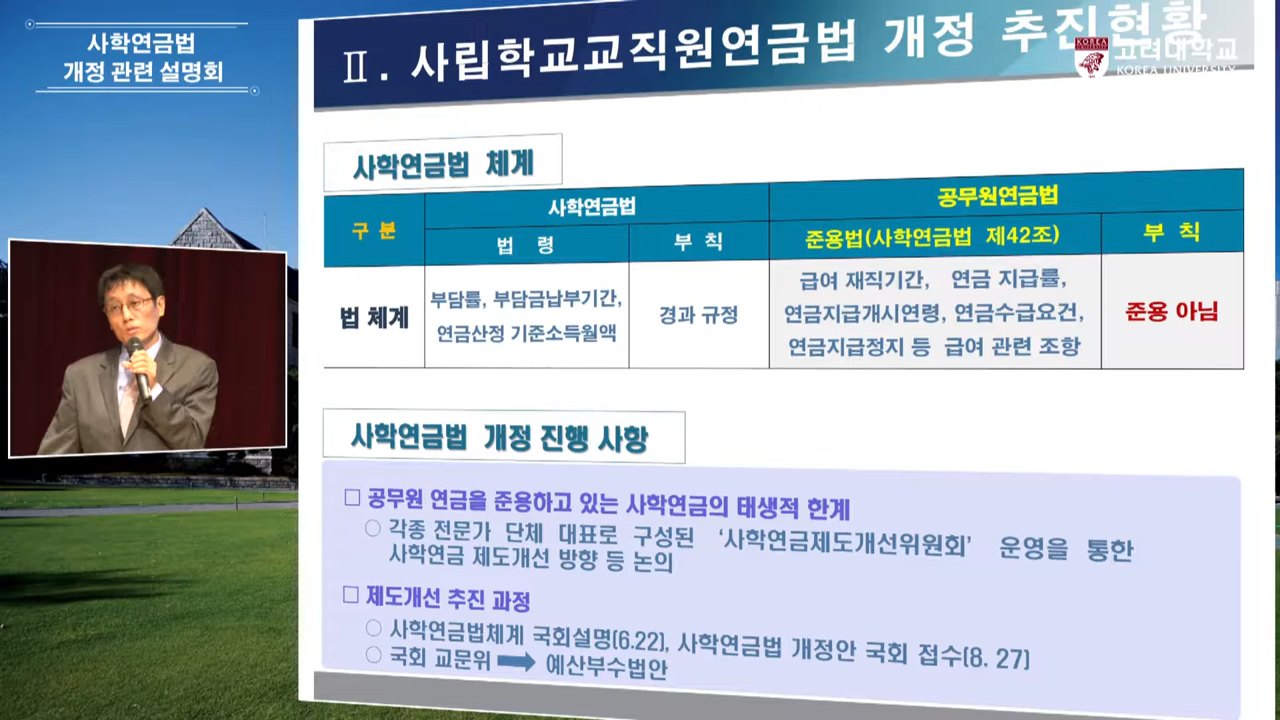 사학연금법
개정 관련 설명회
Ⅱ. 사립학교교직원연금법 개정 추진현황
KOREA
고려대학교
KOREA UNIVERSITY
사학연금법 체계
구 분
사학연금법
공무원연금법
법 령
부 칙
준용법(사학연금법 제42조)
부 칙
법 체계
부담률, 부담금납부기간,
연금산정 기준소득월액
경과 규정
급여 재직기간, 연금 지급률,
연금지급개시연령, 연금수급요건,
연금지급정지 등 급여 관련 조항
준용 아님
사학연금법 개정 진행 사항
□ 공무원 연금을 준용하고 있는 사학연금의 태생적 한계
○ 각종 전문가 단체 대표로 구성된 ‘사학연금제도개선위원회’ 운영을 통한
사학연금 제도개선 방향 등 논의
□ 제도개선 추진 과정
○ 사학연금법체계 국회설명(6.22), 사학연금법 개정안 국회 접수(8. 27)
○ 국회 교문위 ➡ 예산부수법안